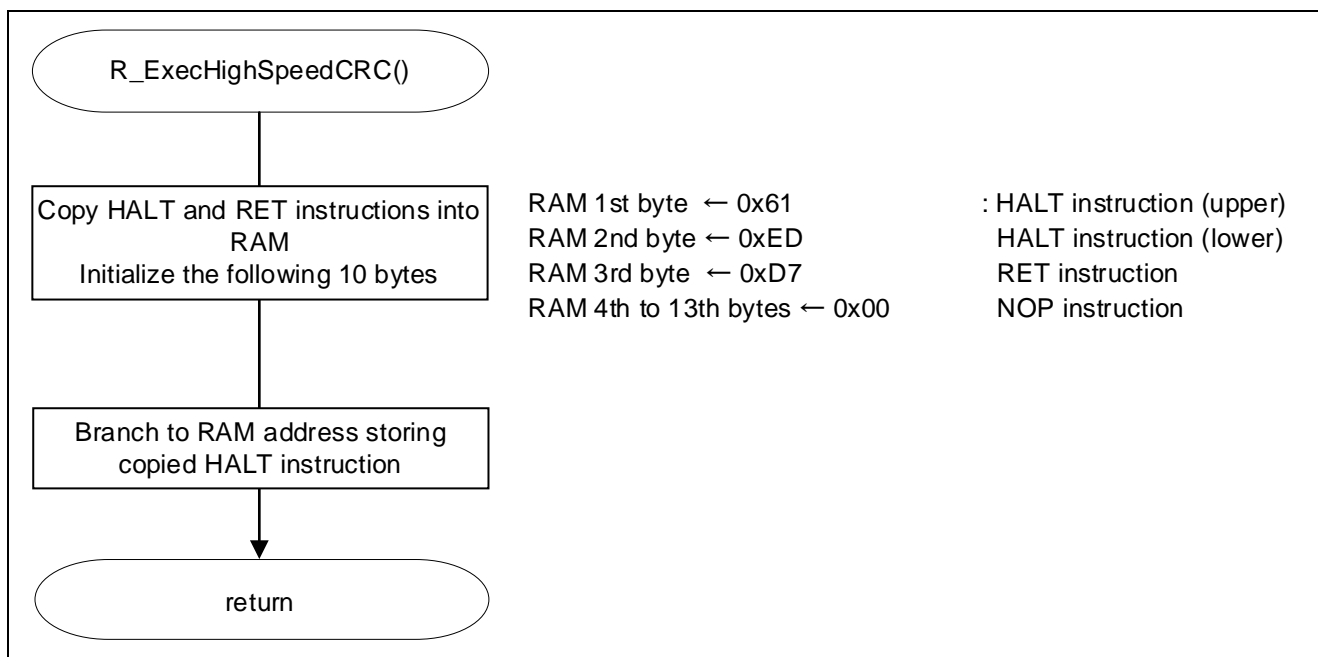 R_ExecHighSpeedCRC()
Copy HALT and RET instructions into
RAM
Initialize the following 10 bytes
RAM 1st byte ← 0x61 : HALT instruction (upper)
RAM 2nd byte ← 0xED HALT instruction (lower)
RAM 3rd byte ← 0xD7 RET instruction
RAM 4th to 13th bytes ← 0x00 NOP instruction
Branch to RAM address storing
copied HALT instruction
return